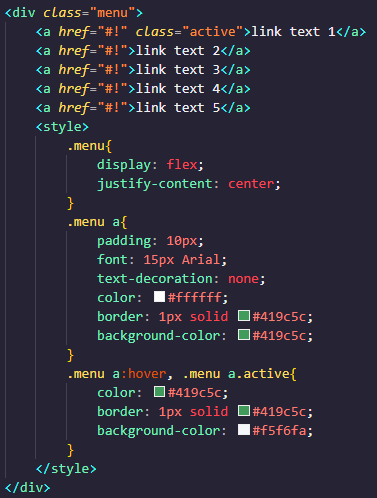 <div class="menu">
    <a href="#!" class="active">link text 1</a>
    <a href="#!">link text 2</a>
    <a href="#!">link text 3</a>
    <a href="#!">link text 4</a>
    <a href="#!">link text 5</a>
    <style>
        .menu{
            display: flex;
            justify-content: center;
        }
        .menu a{
            padding: 10px;
            font: 15px Arial;
            text-decoration: none;
            color: #ffffff;
            border: 1px solid #419c5c;
            background-color: #419c5c;
        }
        .menu a:hover, .menu a.active{
            color: #419c5c;
            border: 1px solid #419c5c;
            background-color: #f5f6fa;
        }
    </style>
</div>